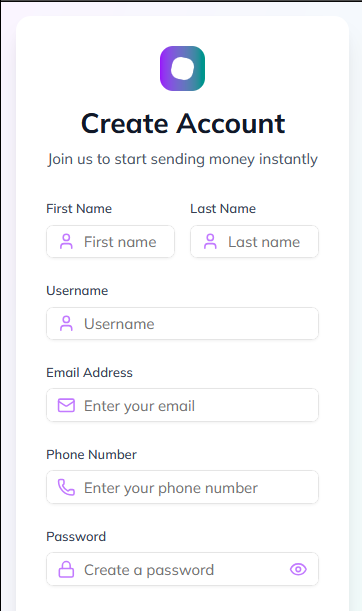 Create Account
Join us to start sending money instantly
First Name Last Name
First name Last name
Username
Username
Email Address
Enter your email
Phone Number
Enter your phone number
Password
Create a password